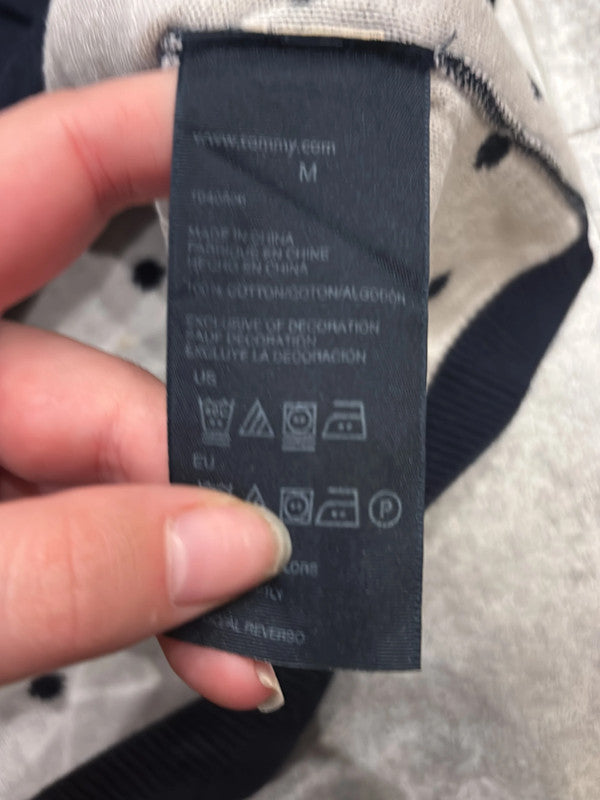 www.tommy.com
M
MADE IN CHINA
FABRIQUE EN CHINE
HECHO EN CHINA
100% COTTON/COTON/ALGODON
EXCLUSIVE OF DECORATION
SAUF DECORATION
EXCLUYE LA DECORACIÓN
US
EU
P
REVERSO